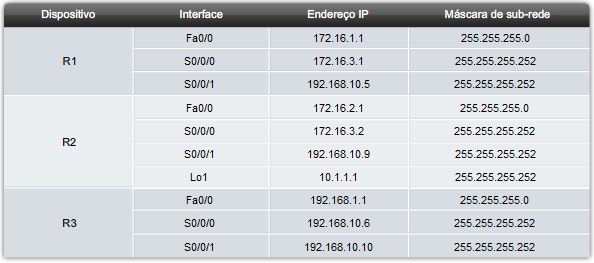 Dispositivo Interface Endereço IP Máscara de sub-rede
R1
Fa0/0 172.16.1.1 255.255.255.0
S0/0/0 172.16.3.1 255.255.255.252
S0/0/1 192.168.10.5 255.255.255.252
R2
Fa0/0 172.16.2.1 255.255.255.0
S0/0/0 172.16.3.2 255.255.255.252
S0/0/1 192.168.10.9 255.255.255.252
Lo1 10.1.1.1 255.255.255.252
R3
Fa0/0 192.168.1.1 255.255.255.0
S0/0/0 192.168.10.6 255.255.255.252
S0/0/1 192.168.10.10 255.255.255.252